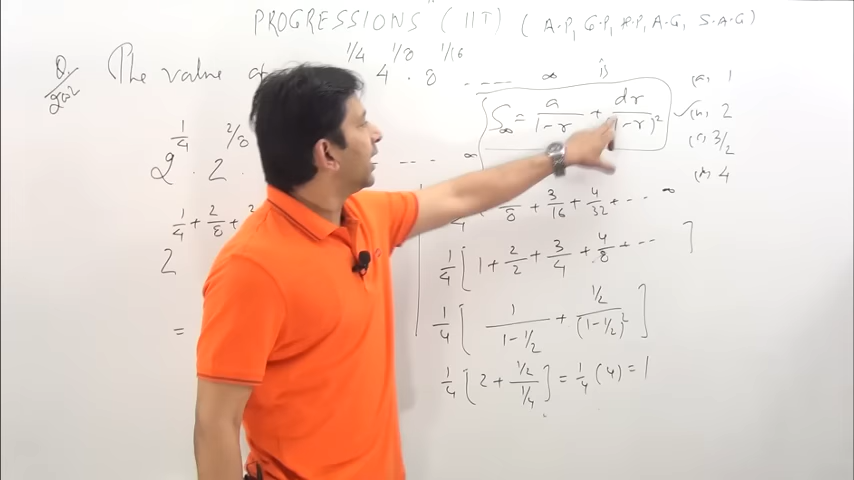 PROGRESSIONS (IIT) ( A.P, G.P, H.P, A-G, S.A-G)
Q. 2002 The value 1/4 4 . 1/8 8 1/16 ---- ∞ is
(a) 1
S∞ = a/(1-r) + dr/(1-r)²
✓(b) 2
(c) 3/2
(d) 4
2^1/4 . 2^2/8 . --- ∞
1/4 + /8 + 3/16 + 4/32 + --- ∞
2^1/4+2/8+
1/4 [ 1 + 2/2 + 3/4 + 4/8 + --- ]
=
1/4 [ 1/(1-1/2) + 1/2/(1-1/2)² ]
1/4 [ 2 + 1/2/1/4 ] = 1/4 (4) = 1